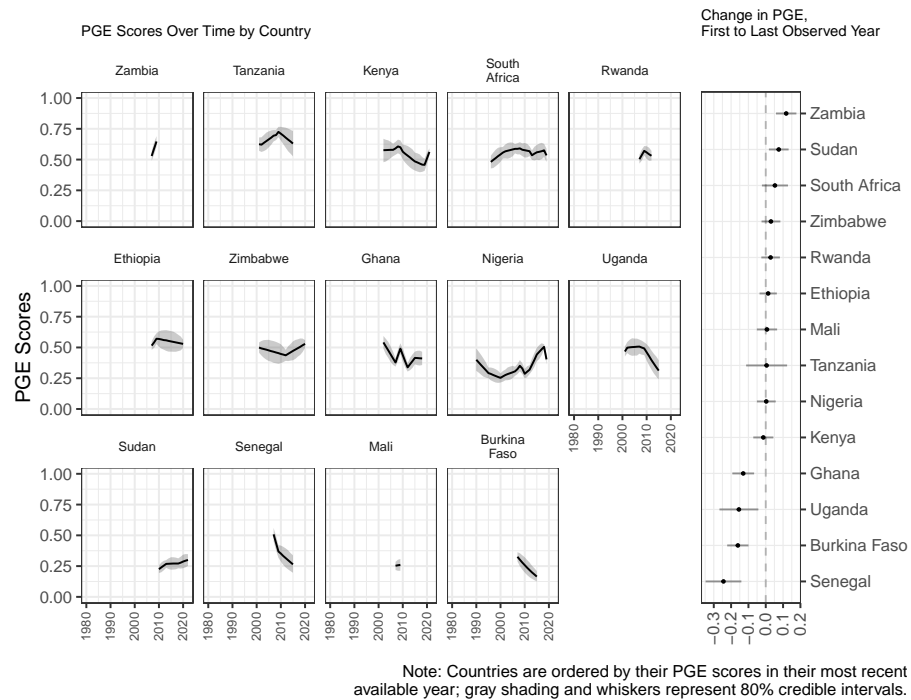 PGE Scores Over Time by Country
Change in PGE,
First to Last Observed Year
Zambia
Tanzania
Kenya
South
Africa
Rwanda
1.00
0.75
0.50
0.25
0.00
Ethiopia
Zimbabwe
Ghana
Nigeria
Uganda
1.00
0.75
0.50
0.25
0.00
1980 1990 2000 2010 2020
Sudan
Senegal
Mali
Burkina
Faso
1.00
0.75
0.50
0.25
0.00
1980 1990 2000 2010 2020
1980 1990 2000 2010 2020
1980 1990 2000 2010 2020
1980 1990 2000 2010 2020
PGE Scores
Zambia
Sudan
South Africa
Zimbabwe
Rwanda
Ethiopia
Mali
Tanzania
Nigeria
Kenya
Ghana
Uganda
Burkina Faso
Senegal
−0.3 −0.2 −0.1 0.0 0.1 0.2
Note: Countries are ordered by their PGE scores in their most recent
available year; gray shading and whiskers represent 80% credible intervals.